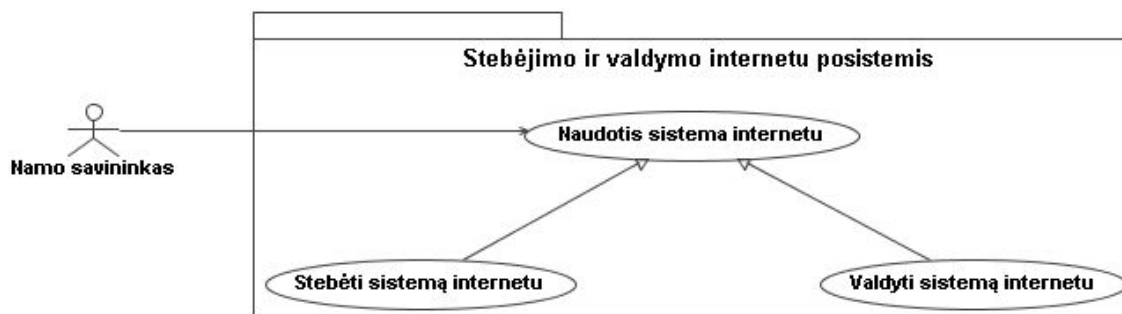 Stebėjimo ir valdymo internetu posistemis
Naudotis sistema internetu
Namo savininkas
Stebėti sistemą internetu
Valdyti sistemą internetu